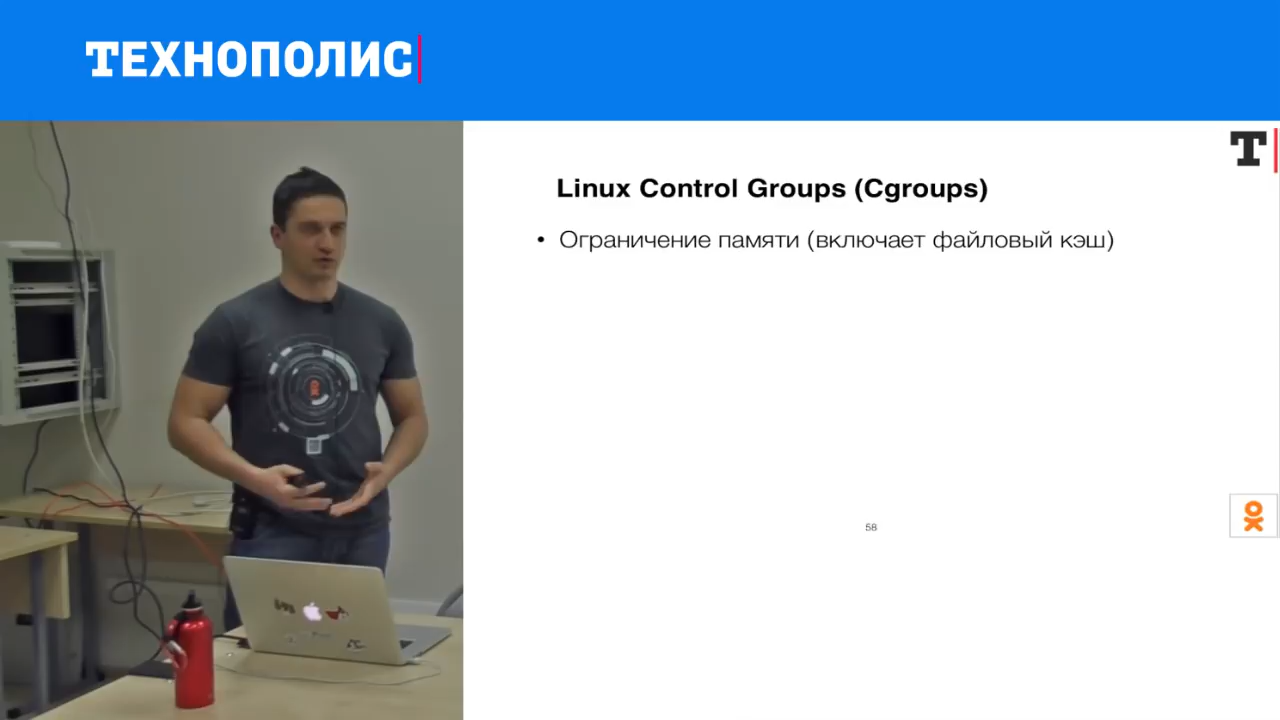 ТЕХНОПОЛИС
Т
Linux Control Groups (Cgroups)
• Ограничение памяти (включает файловый кэш)
58